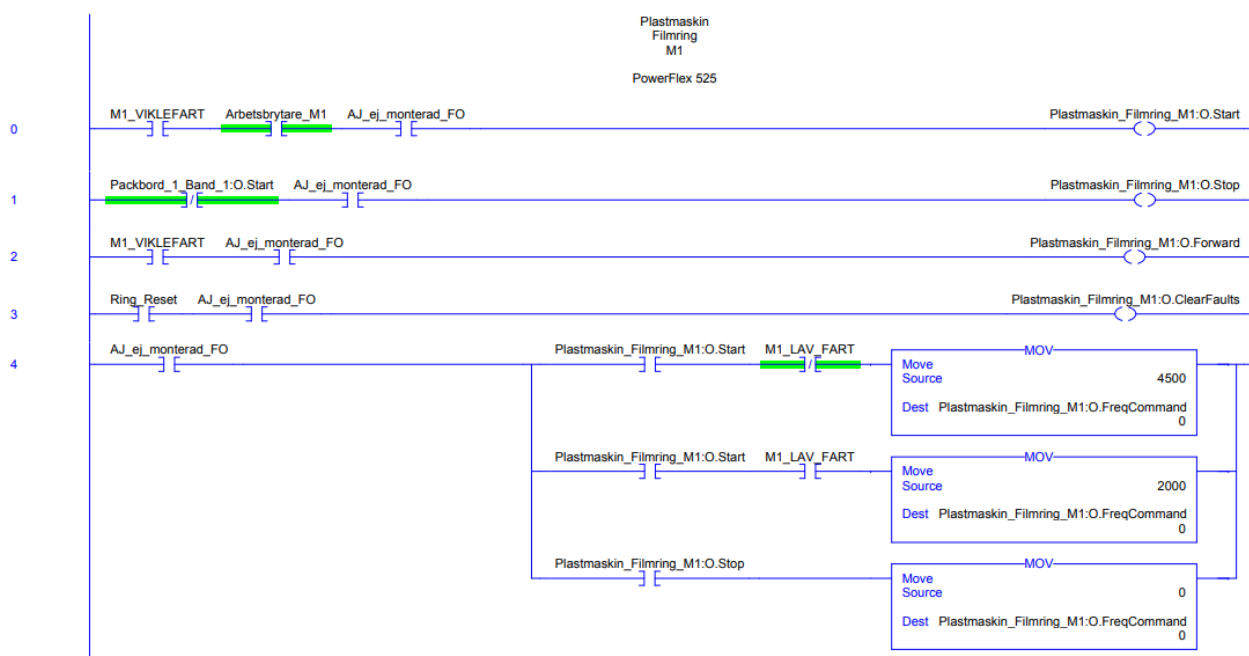 Plastmaskin
Filmring
M1
PowerFlex 525
M1_VIKLEFART Arbetsbrytare_M1 AJ_ej_monterad_FO Plastmaskin_Filmring_M1:O.Start
0
Packbord_1_Band_1:O.Start AJ_ej_monterad_FO Plastmaskin_Filmring_M1:O.Stop
1
M1_VIKLEFART AJ_ej_monterad_FO Plastmaskin_Filmring_M1:O.Forward
2
Ring_Reset AJ_ej_monterad_FO Plastmaskin_Filmring_M1:O.ClearFaults
3
AJ_ej_monterad_FO Plastmaskin_Filmring_M1:O.Start M1_LAV_FART MOV
4
Move
Source 4500
Dest Plastmaskin_Filmring_M1:O.FreqCommand
0
Plastmaskin_Filmring_M1:O.Start M1_LAV_FART MOV
Move
Source 2000
Dest Plastmaskin_Filmring_M1:O.FreqCommand
0
Plastmaskin_Filmring_M1:O.Stop MOV
Move
Source 0
Dest Plastmaskin_Filmring_M1:O.FreqCommand
0